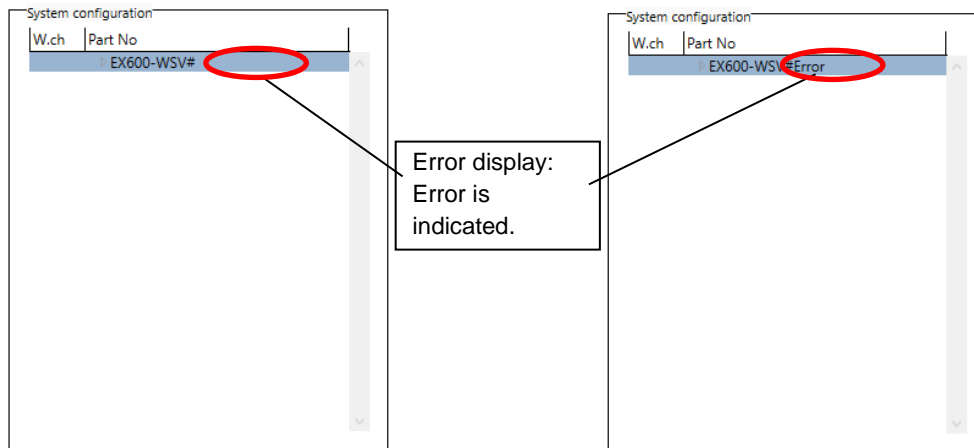 System configuration
W.ch Part No
EX600-WSV#
Error display:
Error is
indicated.
System configuration
W.ch Part No
EX600-WSV#Error